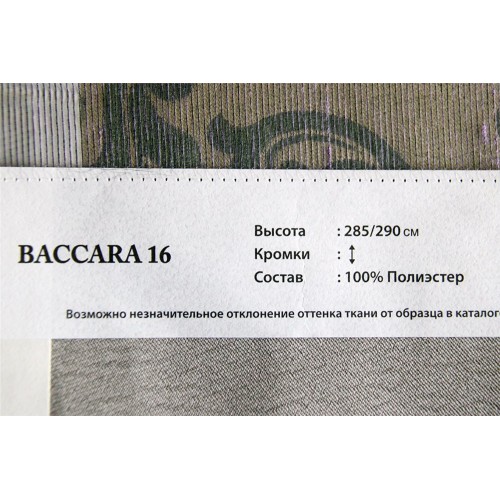 BACCARA 16
Высота : 285/290 см
Кромки : ↕
Состав : 100% Полиэстер
Возможно незначительное отклонение оттенка ткани от образца в каталоге